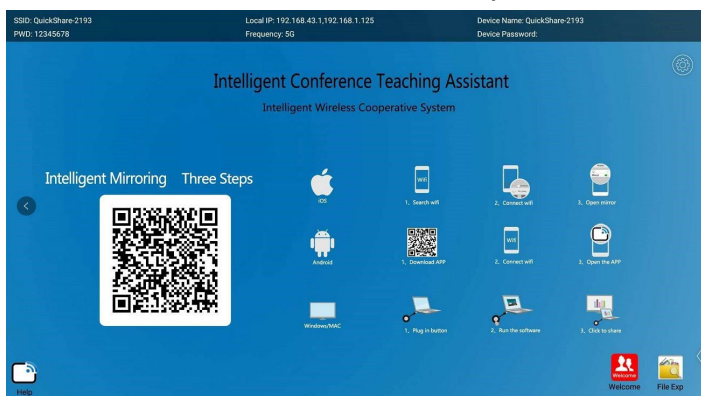 SSID: QuickShare-2193
Local IP: 192.168.43.1,192.168.1.125
Device Name: QuickShare-2193
PWD: 12345678
Frequency: 5G
Device Password:
Intelligent Conference Teaching Assistant
Intelligent Wireless Cooperative System
Intelligent Mirroring Three Steps
Wifi
iOS
1、Search wifi
2、Connect wifi
3、Open mirror
Wifi
Android
1、Download APP
2、Connect wifi
3、Open the APP
Windows/MAC
1、Plug in button
2、Run the software
3、Click to share
Welcome
Help
Welcome
File Exp